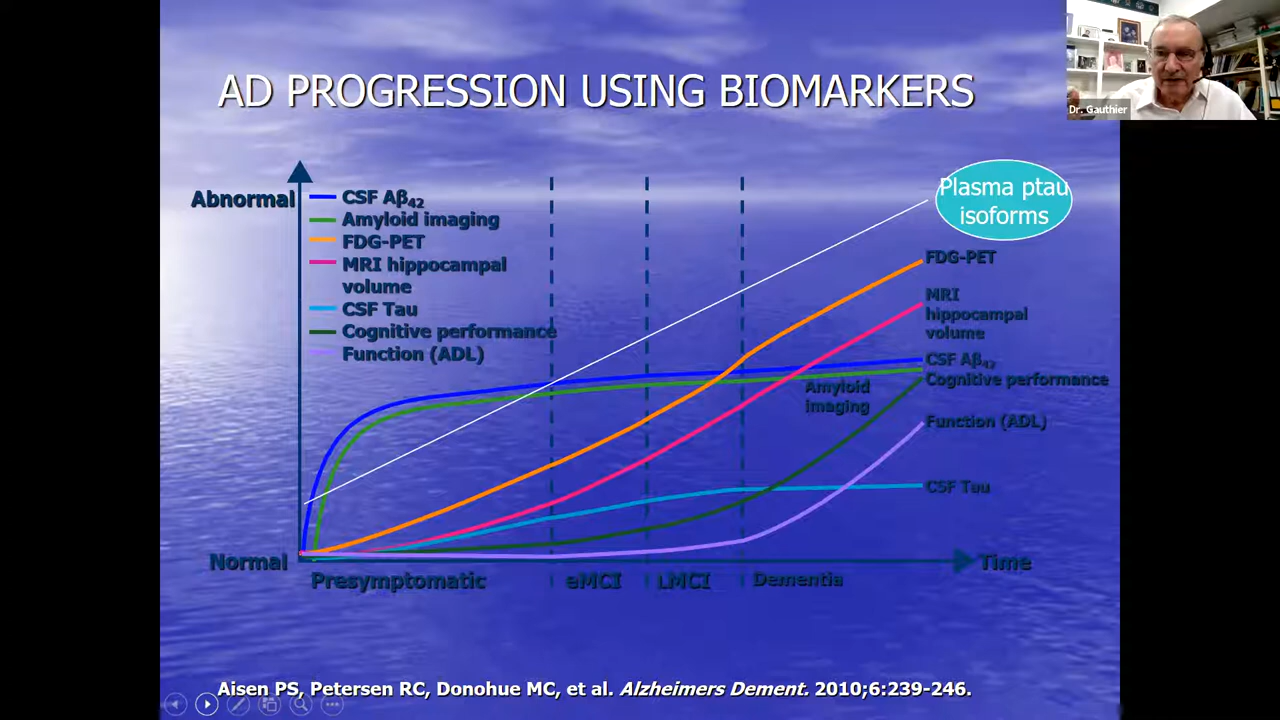 Dr. Gauthier
AD PROGRESSION USING BIOMARKERS
Abnormal
CSF Aβ42
Amyloid imaging
FDG-PET
MRI hippocampal
volume
CSF Tau
Cognitive performance
Function (ADL)
Plasma ptau
isoforms
FDG-PET
MRI
hippocampal
volume
CSF Aβ42
Cognitive performance
Amyloid
imaging
Function (ADL)
CSF Tau
Normal
Time
Presymptomatic
eMCI
LMCI
Dementia
Aisen PS, Petersen RC, Donohue MC, et al. Alzheimers Dement. 2010;6:239-246.